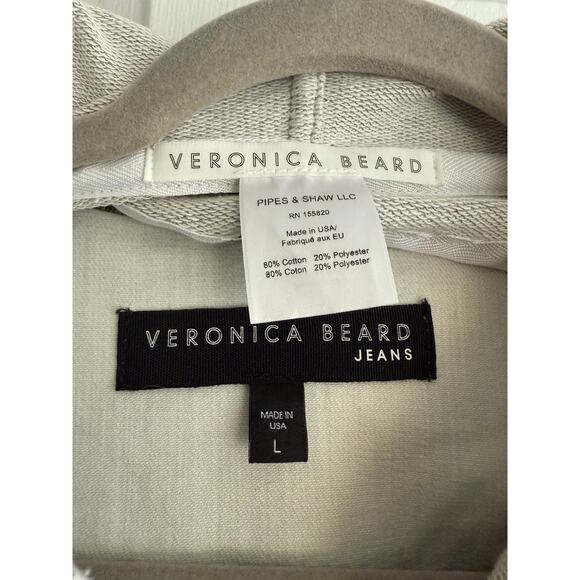 VERONICA BEARD
PIPES & SHAW LLC
RN 155820
Made in USA/
Fabriqué aux EU
80% Cotton 20% Polyester
80% Coton 20% Polyester
VERONICA BEARD
JEANS
MADE IN
USA
L